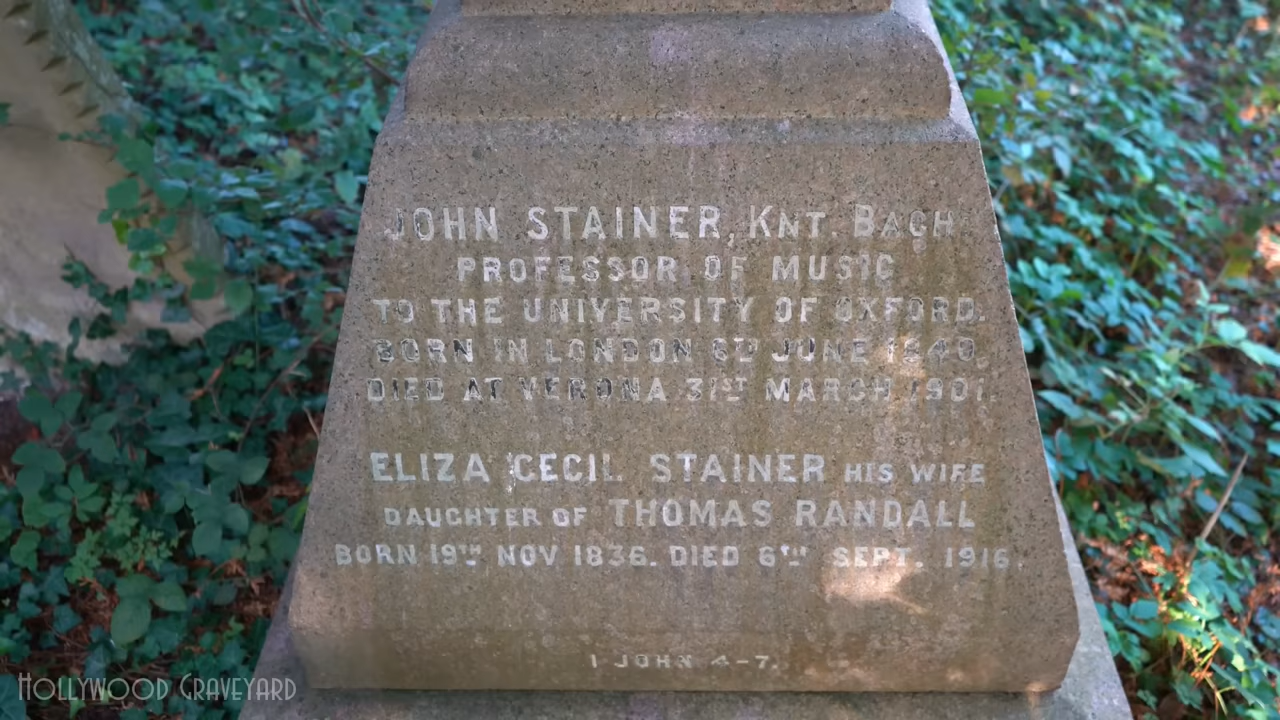 JOHN STAINER, KNT. BACH
PROFESSOR OF MUSIC
TO THE UNIVERSITY OF OXFORD.
BORN IN LONDON 6TH JUNE 1840.
DIED AT VERONA 31ST MARCH 1901.
ELIZA CECIL STAINER HIS WIFE
DAUGHTER OF THOMAS RANDALL
BORN 19TH NOV 1836. DIED 6TH SEPT. 1916.
1 JOHN 4-7.
HOLLYWOOD GRAVEYARD